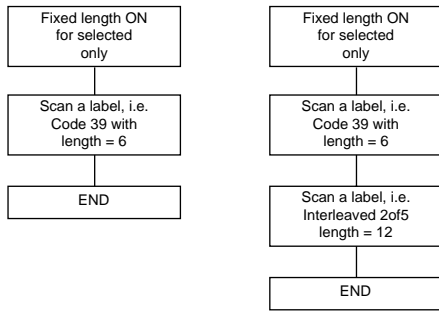 Fixed length ON
for selected
only
Scan a label, i.e.
Code 39 with
length = 6
END
Fixed length ON
for selected
only
Scan a label, i.e.
Code 39 with
length = 6
Scan a label, i.e.
Interleaved 2of5
length = 12
END